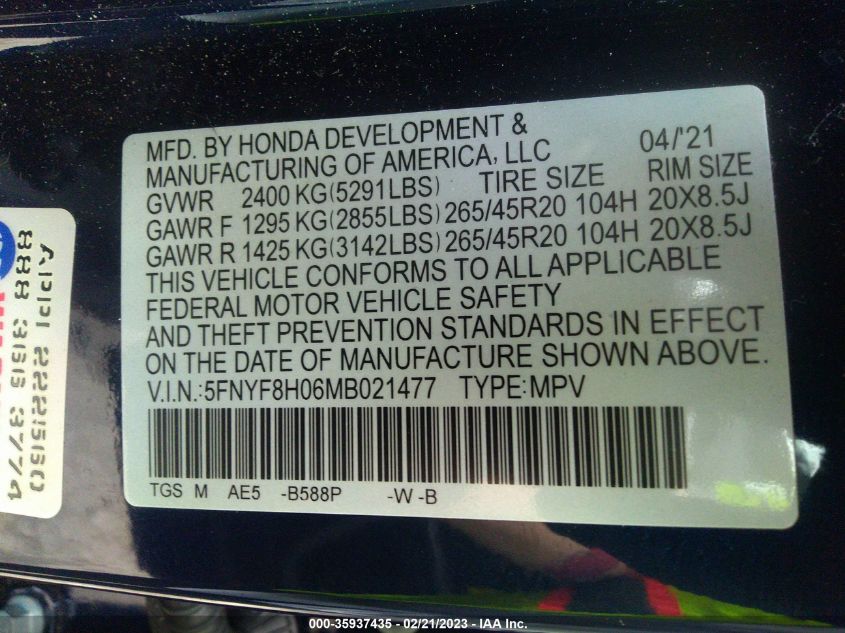 MFD. BY HONDA DEVELOPMENT &
MANUFACTURING OF AMERICA, LLC 04/'21
GVWR 2400 KG(5291LBS) TIRE SIZE RIM SIZE
GAWR F 1295 KG(2855LBS) 265/45R20 104H 20X8.5J
GAWR R 1425 KG(3142LBS) 265/45R20 104H 20X8.5J
THIS VEHICLE CONFORMS TO ALL APPLICABLE
FEDERAL MOTOR VEHICLE SAFETY
AND THEFT PREVENTION STANDARDS IN EFFECT
ON THE DATE OF MANUFACTURE SHOWN ABOVE.
V.I.N.:5FNYF8H06MB021477 TYPE:MPV
TGS M AE5 -B588P -W -B
888 366 3774
000-35937435 - 02/21/2023 - IAA Inc.